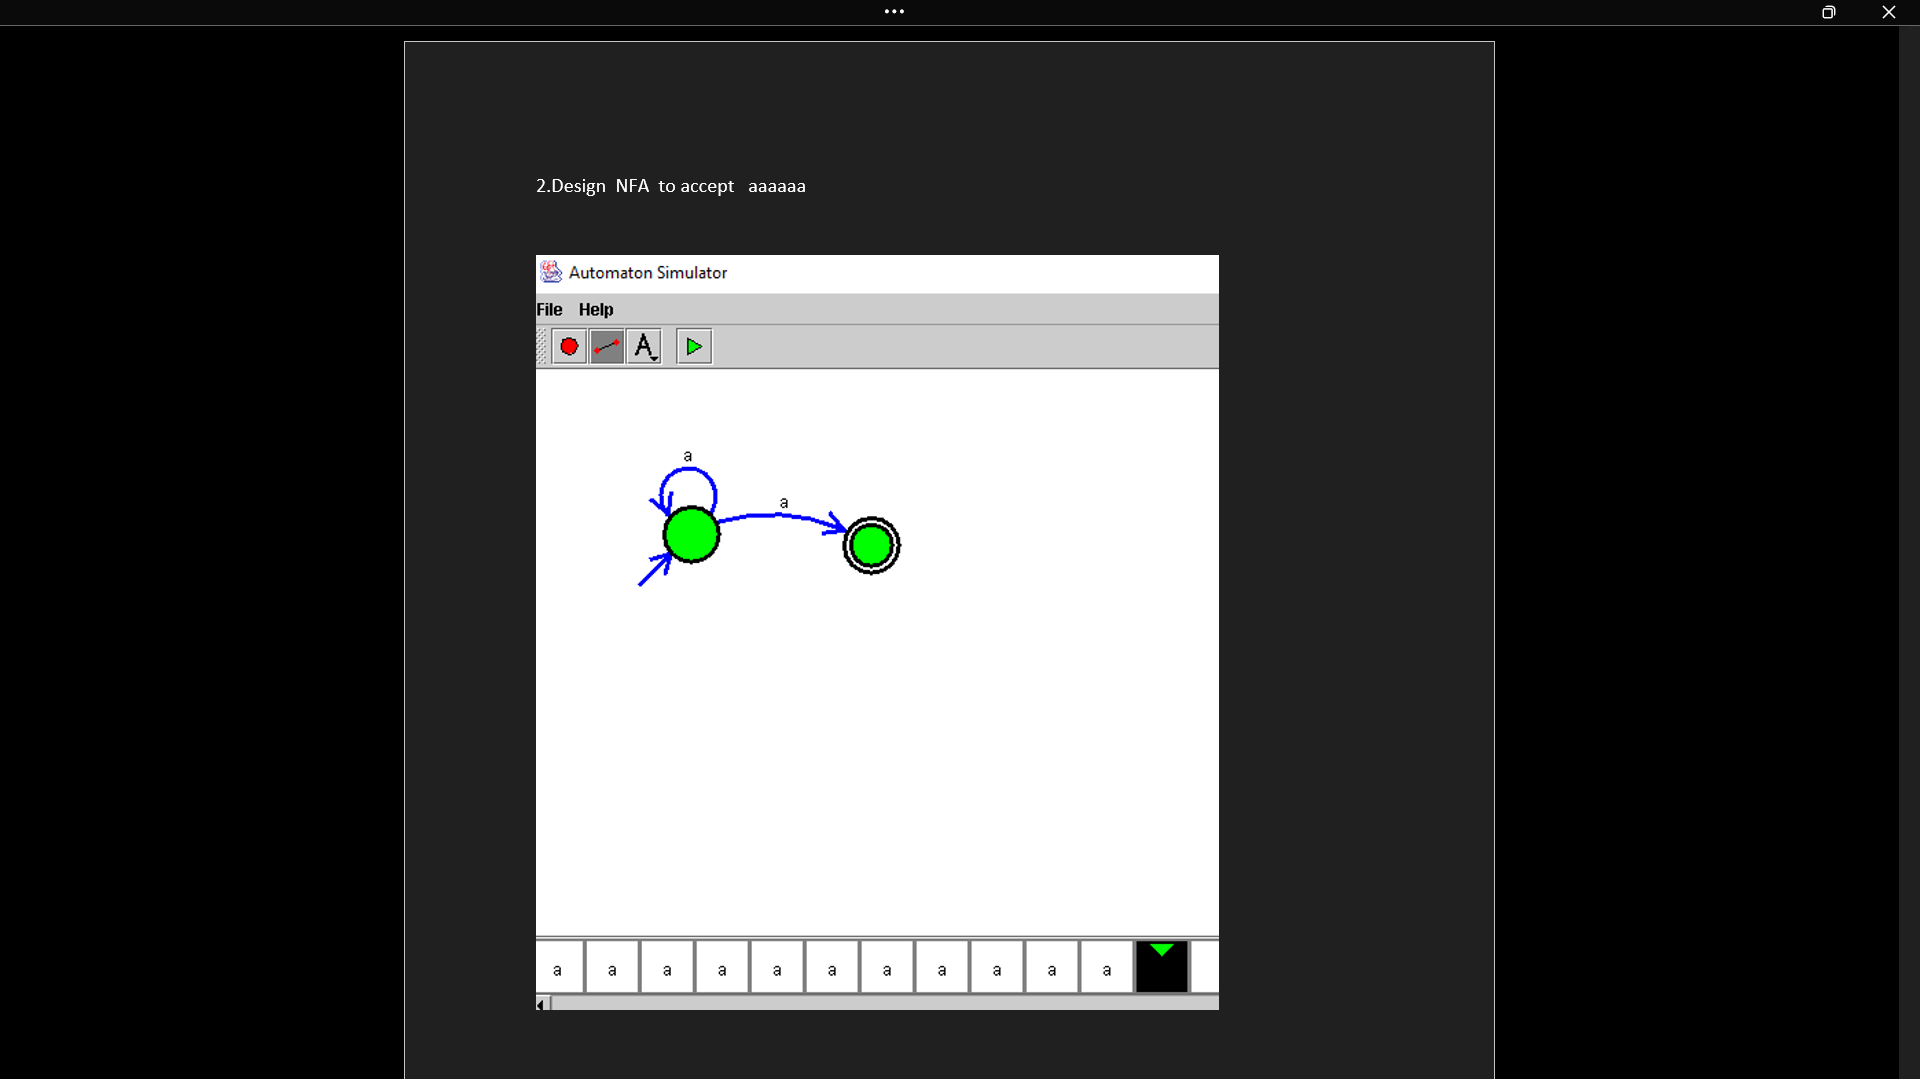 2.Design NFA to accept aaaaaa
Automaton Simulator
File Help
A
a
a
a a a a a a a a a a a